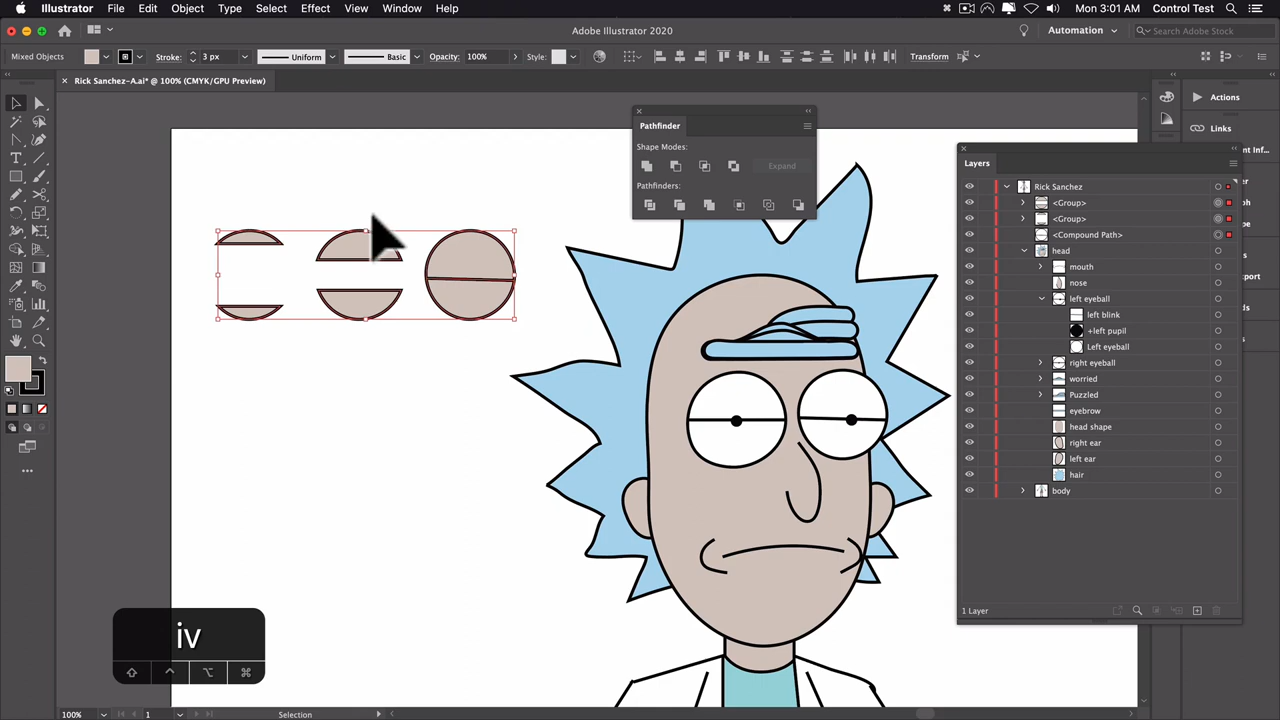 Illustrator File Edit Object Type Select Effect View Window Help Mon 3:01 AM Control Test
Adobe Illustrator 2020 Automation Search Adobe Stock
Mixed Objects Stroke: 3 px Uniform Basic Opacity: 100% Style: Transform
Rick Sanchez-A.ai* @ 100% (CMYK/GPU Preview)
Actions
Pathfinder
Links
Shape Modes:
Expand
Pathfinders:
Layers
Rick Sanchez
<Group>
<Group>
<Compound Path>
head
mouth
nose
left eyeball
left blink
+left pupil
Left eyeball
right eyeball
worried
Puzzled
eyebrow
head shape
right ear
left ear
hair
body
1 Layer
iv
100% 1 Selection